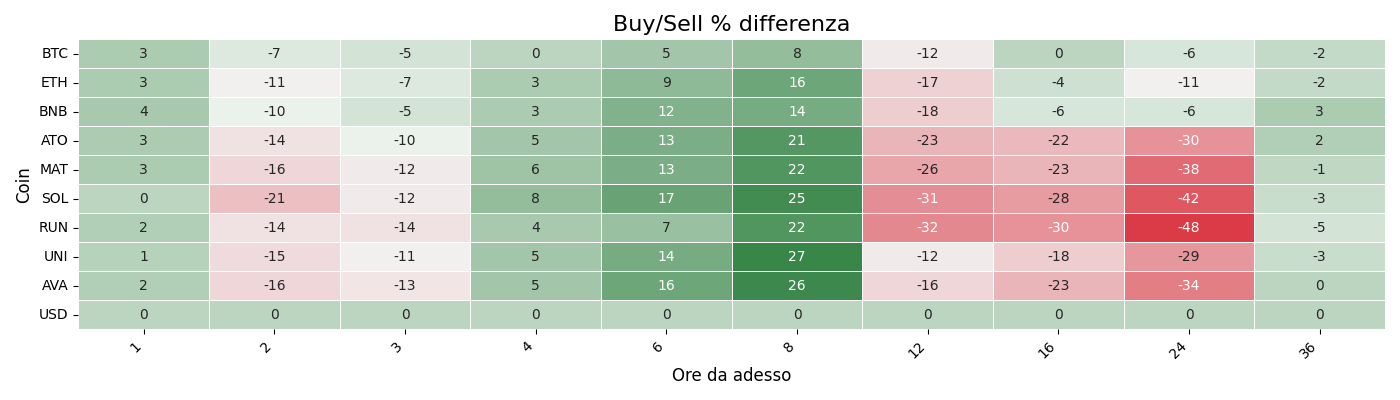 Buy/Sell % differenza
Coin
BTC 3 -7 -5 0 5 8 -12 0 -6 -2
ETH 3 -11 -7 3 9 16 -17 -4 -11 -2
BNB 4 -10 -5 3 12 14 -18 -6 -6 3
ATO 3 -14 -10 5 13 21 -23 -22 -30 2
MAT 3 -16 -12 6 13 22 -26 -23 -38 -1
SOL 0 -21 -12 8 17 25 -31 -28 -42 -3
RUN 2 -14 -14 4 7 22 -32 -30 -48 -5
UNI 1 -15 -11 5 14 27 -12 -18 -29 -3
AVA 2 -16 -13 5 16 26 -16 -23 -34 0
USD 0 0 0 0 0 0 0 0 0 0
1 2 3 4 6 8 12 16 24 36
Ore da adesso